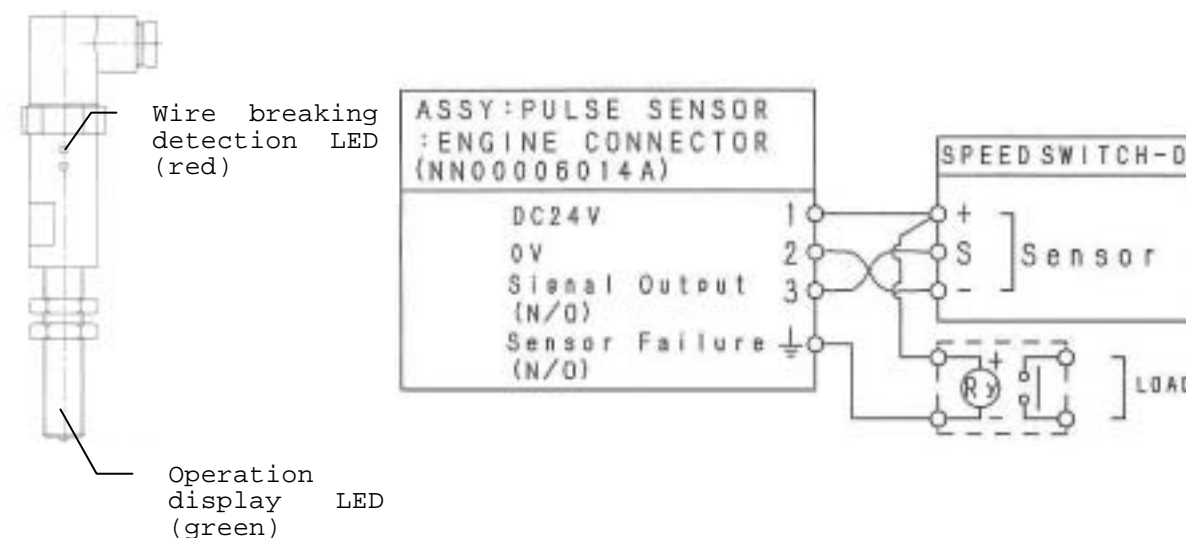 Wire breaking
detection LED
(red)
Operation
display LED
(green)
ASSY:PULSE SENSOR
:ENGINE CONNECTOR
(NN00006014A)
DC24V 1
0V 2
Signal Output 3
(N/O)
Sensor Failure
(N/O)
SPEED SWITCH-D
+
S Sensor
-
+
Ry
-
LOAD